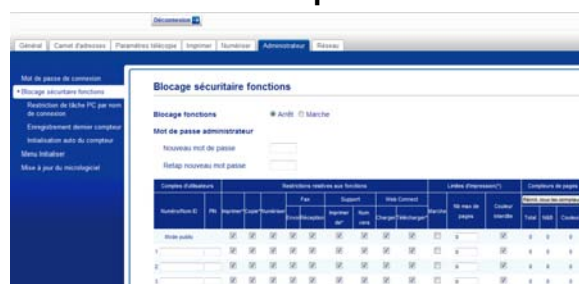 Déconnexion
Général Carnet d'adresses Paramètres télécopie Imprimer Numériser Administrateur Réseau
Mot de passe de connexion
Blocage sécuritaire fonctions
Restriction de tâche PC par nom
de connexion
Enregistrement dernier compteur
Initialisation auto du compteur
Menu Initialiser
Mise à jour du micrologiciel
Blocage sécuritaire fonctions
Blocage fonctions Arrêt Marche
Mot de passe administrateur
Nouveau mot de passe
Retap nouveau mot passe
Comptes d'utilisateurs Restrictions relatives aux fonctions Limites d'impression(*) Compteurs de pages
Numéro/Nom ID PIN Imprimer* Copie* Numériser Fax Support Web Connect Marche Nb max de pages Couleur interdite
Envoi Réception Imprimer de* Num vers Charger Télécharger* Total N&B Couleur
Mode public
1
2
3